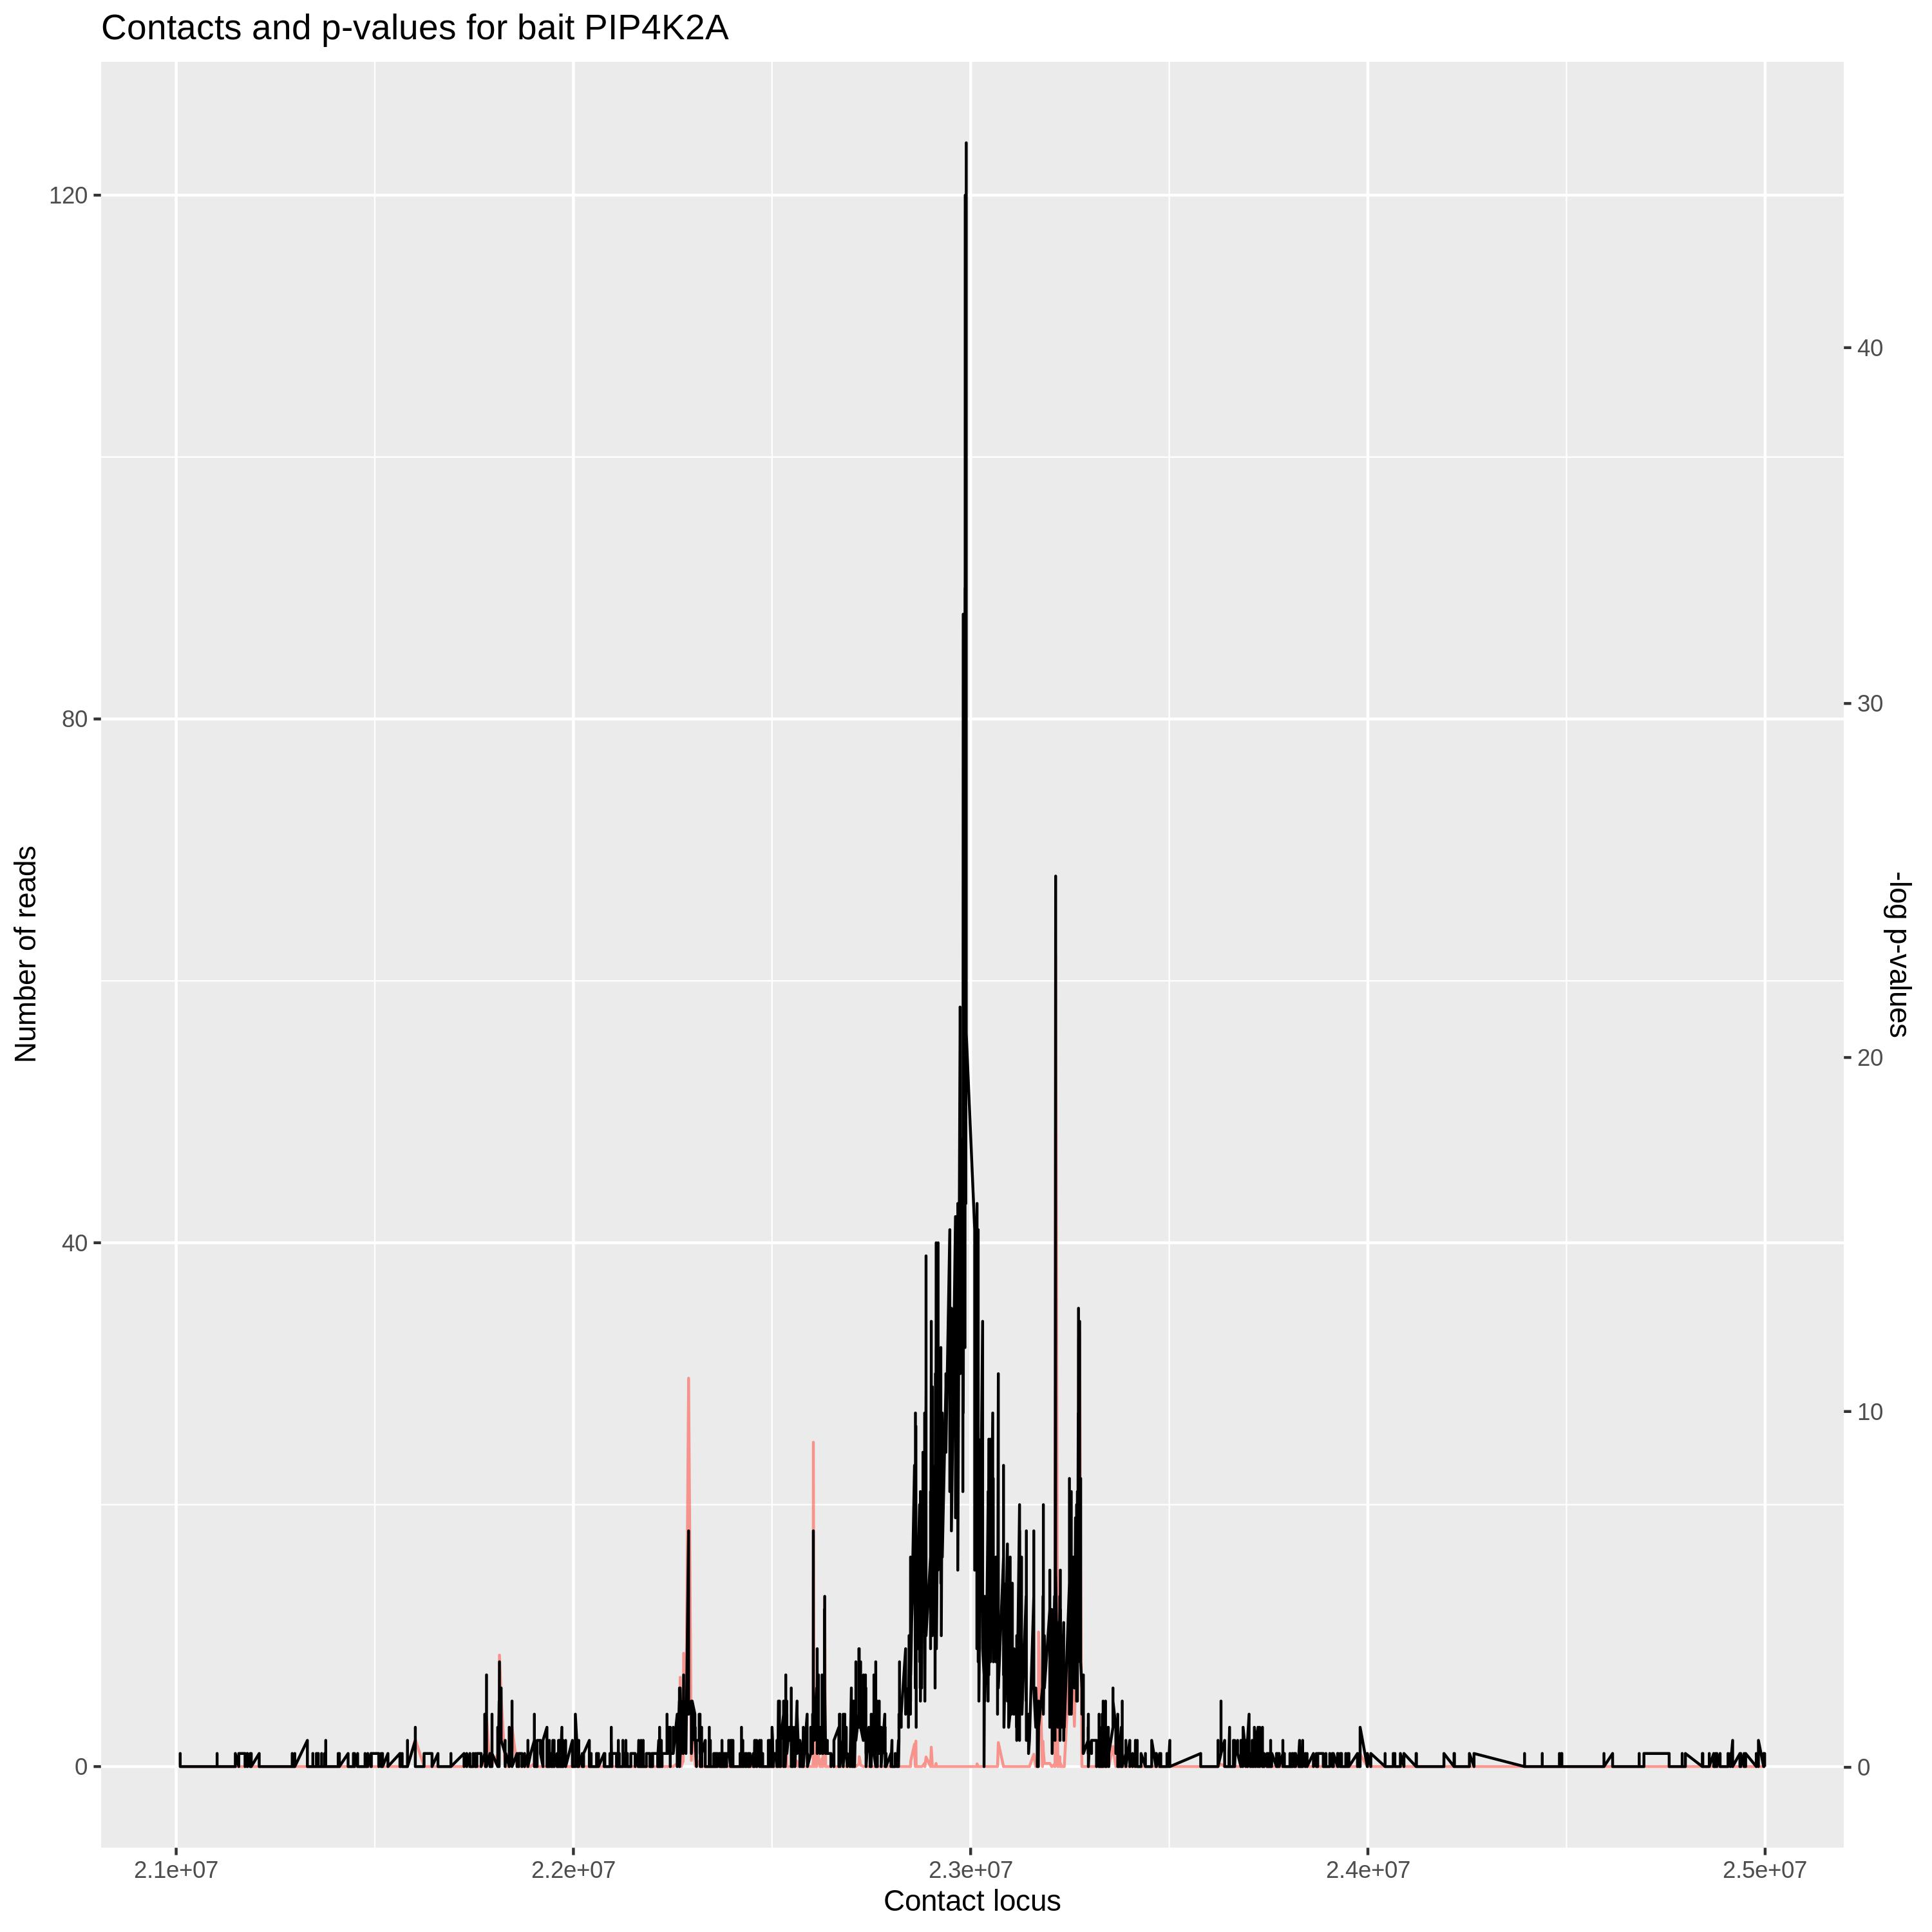 Contacts and p-values for bait PIP4K2A
120
80
40
0
Number of reads
40
30
20
10
0
-log p-values
2.1e+07 2.2e+07 2.3e+07 2.4e+07 2.5e+07
Contact locus